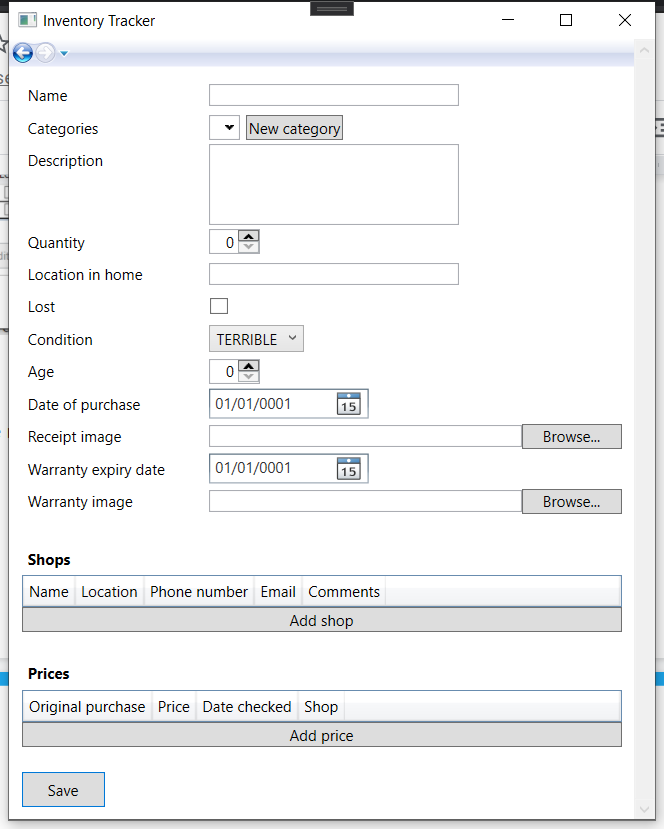 Inventory Tracker
Name
Categories New category
Description
Quantity 0
Location in home
Lost
Condition TERRIBLE
Age 0
Date of purchase 01/01/0001 15
Receipt image Browse...
Warranty expiry date 01/01/0001 15
Warranty image Browse...
Shops
Name Location Phone number Email Comments
Add shop
Prices
Original purchase Price Date checked Shop
Add price
Save